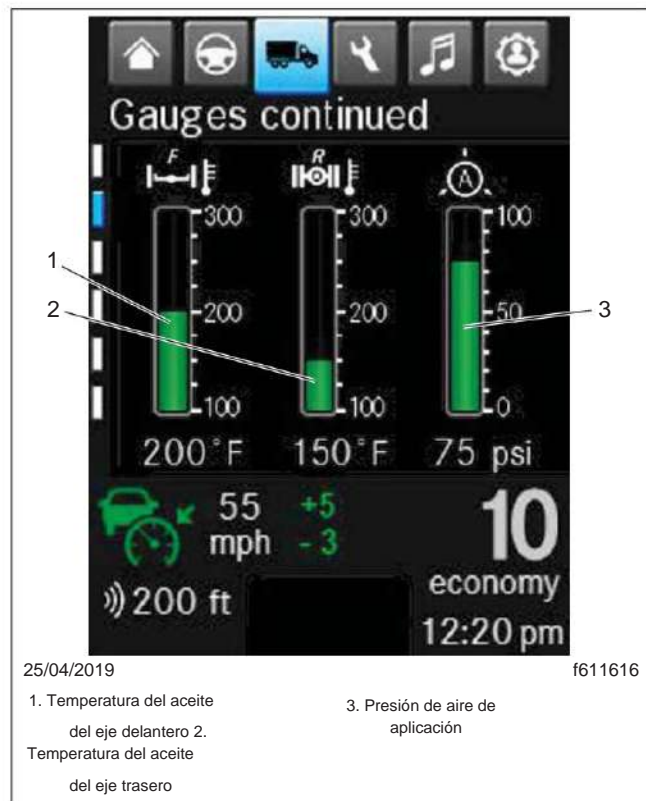 Gauges continued
F R A
300 300 100
1
2
200 200 50 3
100 100 0
200°F 150°F 75 psi
55 +5
mph -3
10
economy
200 ft
12:20 pm
25/04/2019 f611616
1. Temperatura del aceite
del eje delantero 2.
Temperatura del aceite
del eje trasero
3. Presión de aire de
aplicación